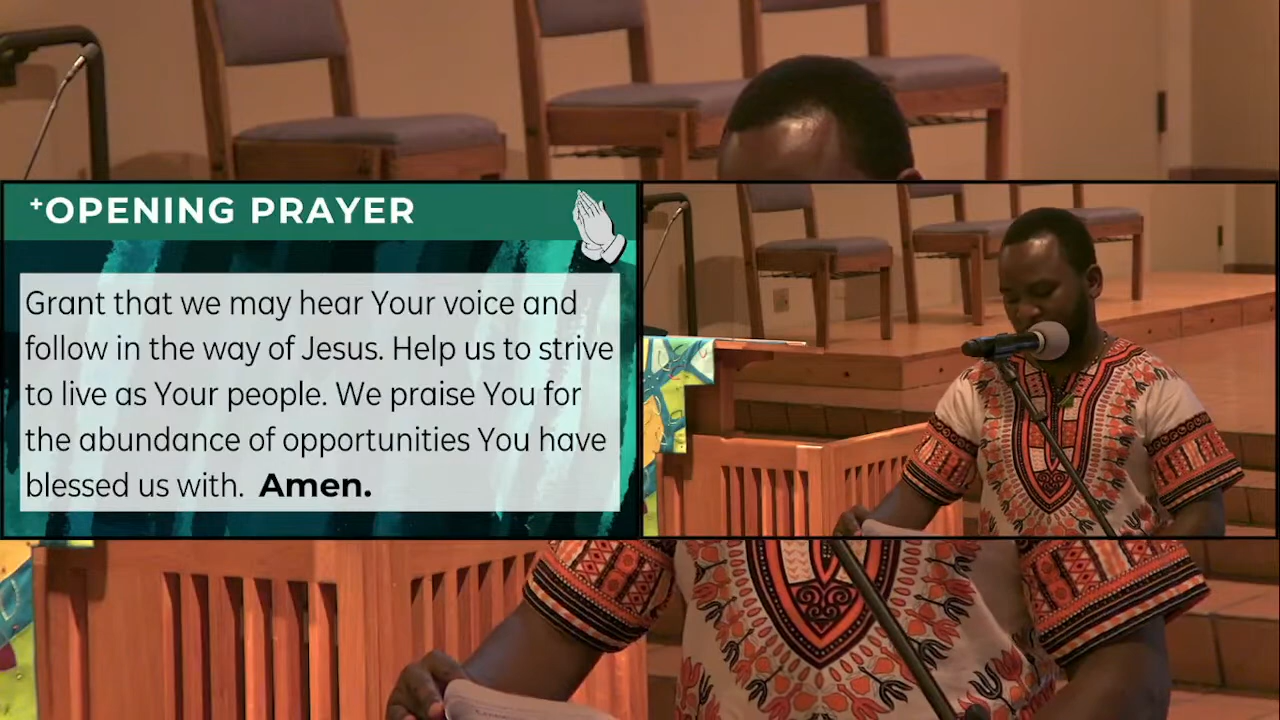 +OPENING PRAYER
Grant that we may hear Your voice and
follow in the way of Jesus. Help us to strive
to live as Your people. We praise You for
the abundance of opportunities You have
blessed us with. Amen.